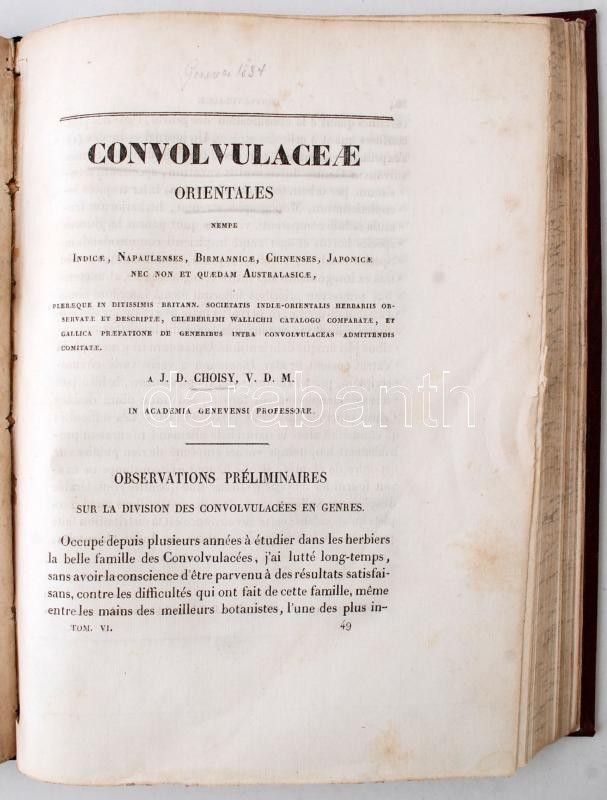 Geneva 1834
CONVOLVULACEÆ
ORIENTALES
NEMPE
Indicæ, Napaulenses, Birmannicæ, Chinenses, Japonicæ
NEC NON ET QUÆDAM AUSTRALASICÆ,
PLERÆQUE IN DITISSIMIS BRITANN. SOCIETATIS INDIÆ-ORIENTALIS HERBARIIS OB-
SERVATÆ ET DESCRIPTÆ, CELEBERRIMI WALLICHII CATALOGO COMPARATÆ, ET
GALLICA PRÆFATIONE DE GENERIBUS INTRA CONVOLVULACEAS ADMITTENDIS
COMITATÆ.
A J. D. CHOISY, V. D. M.
IN ACADEMIA GENEVENSI PROFESSORE.
darabanth
OBSERVATIONS PRÉLIMINAIRES
SUR LA DIVISION DES CONVOLVULACÉES EN GENRES.
Occupé depuis plusieurs années à étudier dans les herbiers
la belle famille des Convolvulacées, j'ai lutté long-temps,
sans avoir la conscience d'être parvenu à des résultats satisfai-
sans, contre les difficultés qui ont fait de cette famille, même
entre les mains des meilleurs botanistes, l'une des plus in-
TOM. VI. 49